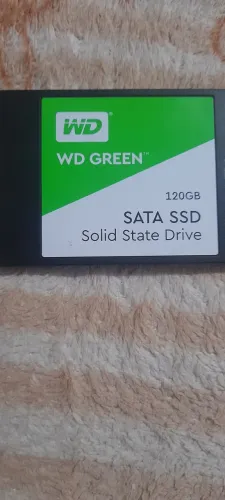 WD
WD GREEN™
120GB
SATA SSD
Solid State Drive